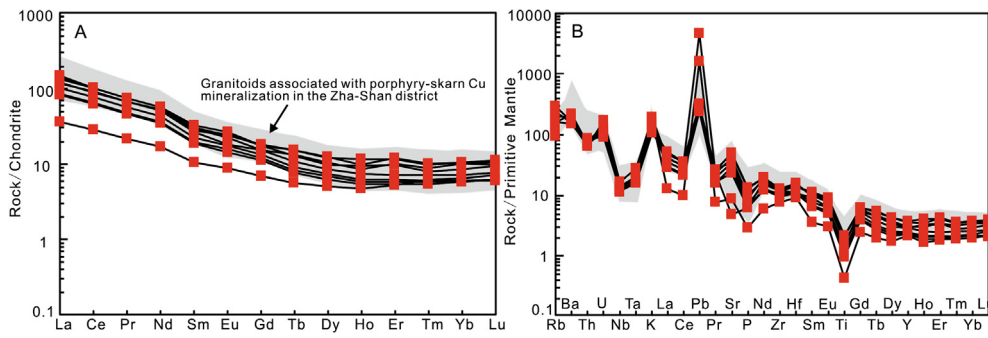 A
Rock/Chondrite
1000
100
10
1
0.1
Granitoids associated with porphyry-skarn Cu
mineralization in the Zha-Shan district
La Ce Pr Nd Sm Eu Gd Tb Dy Ho Er Tm Yb Lu
B
Rock/Primitive Mantle
10000
1000
100
10
1
0.1
Ba U Ta La Pb Sr Nd Hf Eu Gd Dy Ho Tm Lu
Rb Th Nb K Ce Pr P Zr Sm Ti Tb Y Er Yb